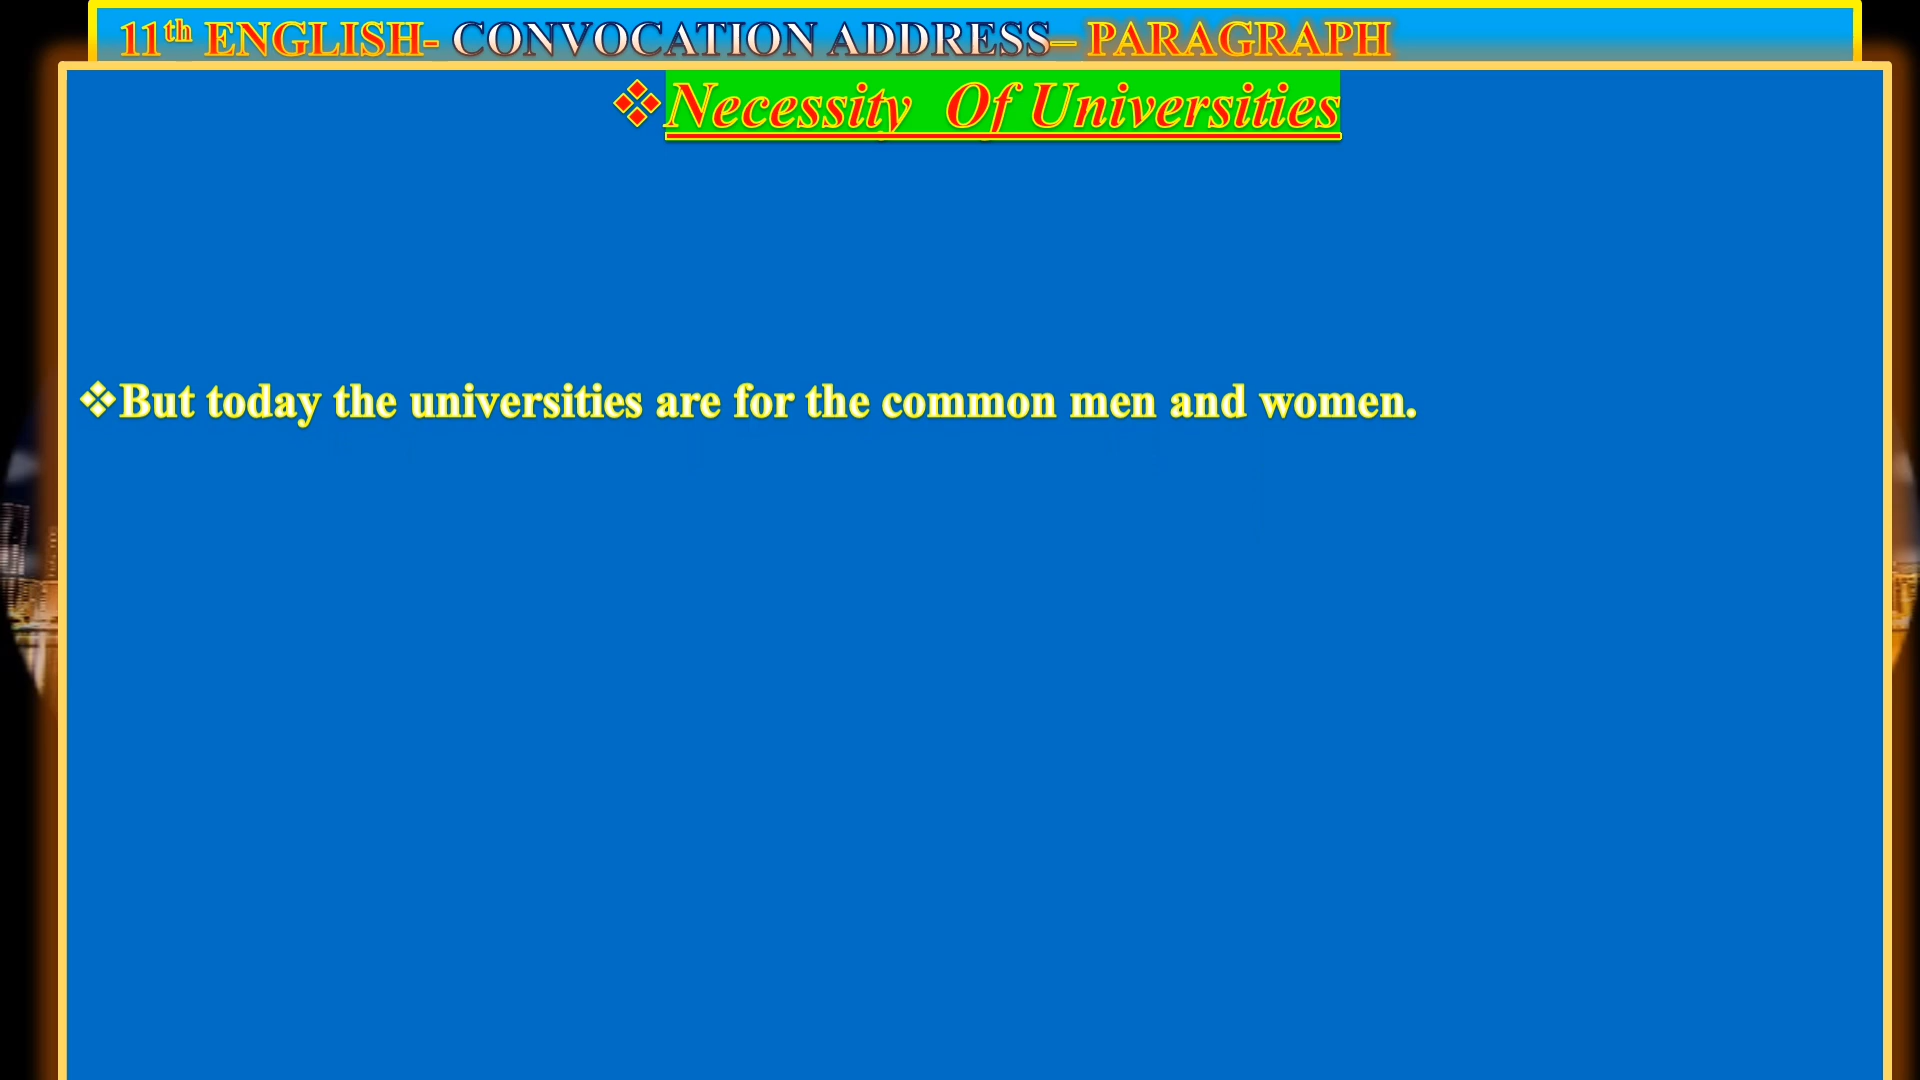 11th ENGLISH- CONVOCATION ADDRESS– PARAGRAPH
❖Necessity Of Universities
❖But today the universities are for the common men and women.